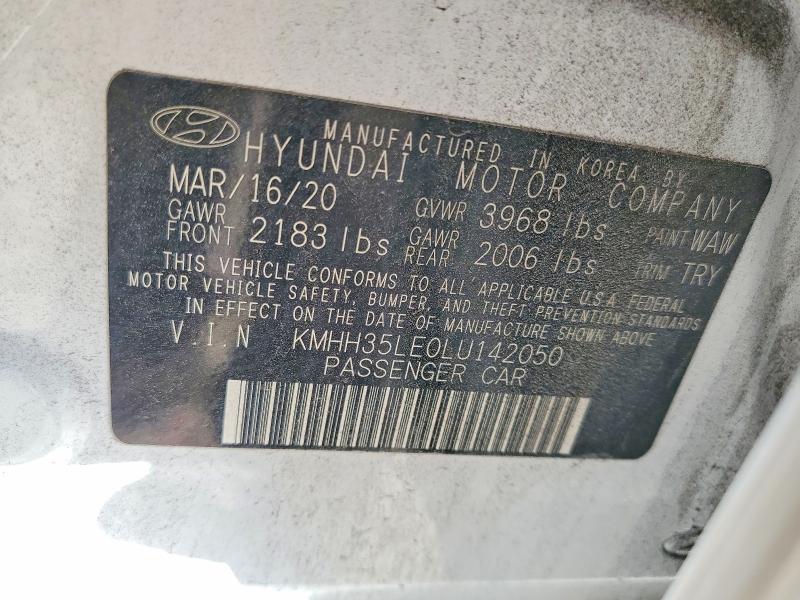 MANUFACTURED IN KOREA BY
HYUNDAI MOTOR COMPANY
MAR/16/20 GVWR 3968 lbs PAINT WAW
GAWR FRONT 2183 lbs GAWR REAR 2006 lbs TRIM TRY
THIS VEHICLE CONFORMS TO ALL APPLICABLE U.S.A. FEDERAL
MOTOR VEHICLE SAFETY, BUMPER, AND THEFT PREVENTION STANDARDS
IN EFFECT ON THE DATE OF MANUFACTURE SHOWN ABOVE
V.I.N KMHH35LE0LU142050
PASSENGER CAR